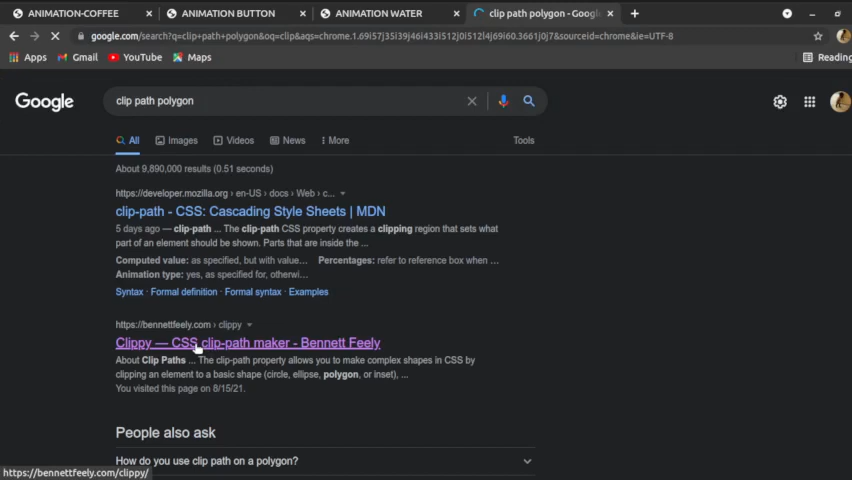 ANIMATION-COFFEE
ANIMATION BUTTON
ANIMATION WATER
clip path polygon - Google
google.com/search?q=clip+path+polygon&oq=clip&aqs=chrome.1.69i57j35i39j46i433i512j0i512l4j69i60.3661j0j7&sourceid=chrome&ie=UTF-8
Apps
Gmail
YouTube
Maps
Reading
Google
clip path polygon
All
Images
Videos
News
More
Tools
About 9,890,000 results (0.51 seconds)
https://developer.mozilla.org › en-US › docs › Web › c...
clip-path - CSS: Cascading Style Sheets | MDN
5 days ago — clip-path ... The clip-path CSS property creates a clipping region that sets what
part of an element should be shown. Parts that are inside the ...
Computed value: as specified, but with value... Percentages: refer to reference box when ...
Animation type: yes, as specified for, otherwi...
Syntax · Formal definition · Formal syntax · Examples
https://bennettfeely.com › clippy
Clippy — CSS clip-path maker - Bennett Feely
About Clip Paths ... The clip-path property allows you to make complex shapes in CSS by
clipping an element to a basic shape (circle, ellipse, polygon, or inset), ...
You visited this page on 8/15/21.
People also ask
How do you use clip path on a polygon?
https://bennettfeely.com/clippy/